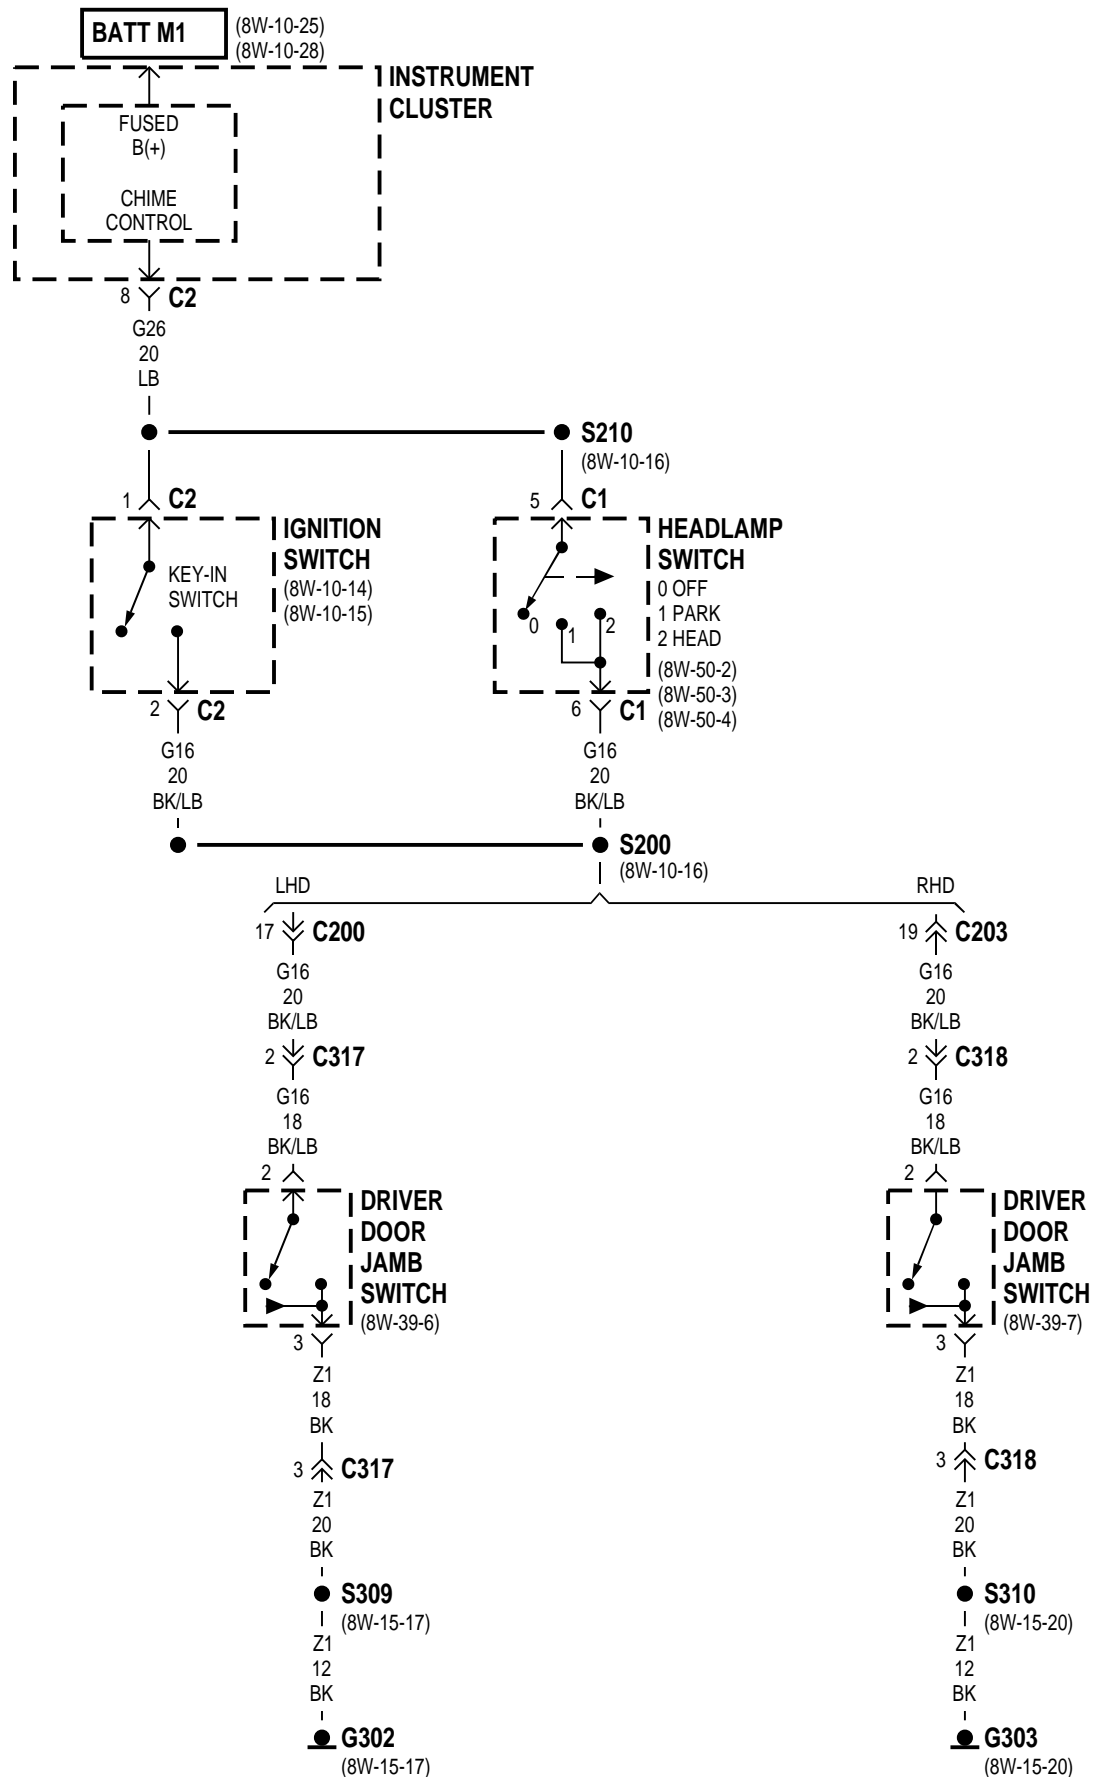 BATT M1
(8W-10-25)
(8W-10-28)
INSTRUMENT
CLUSTER
FUSED
B(+)
CHIME
CONTROL
8 C2
G26
20
LB
S210
(8W-10-16)
1 C2
5 C1
IGNITION
SWITCH
(8W-10-14)
(8W-10-15)
KEY-IN
SWITCH
HEADLAMP
SWITCH
0 OFF
1 PARK
2 HEAD
(8W-50-2)
(8W-50-3)
(8W-50-4)
0
1
2
2 C2
6 C1
G16
20
BK/LB
G16
20
BK/LB
S200
(8W-10-16)
LHD
RHD
17 C200
19 C203
G16
20
BK/LB
G16
20
BK/LB
2 C317
2 C318
G16
18
BK/LB
G16
18
BK/LB
2
2
DRIVER
DOOR
JAMB
SWITCH
(8W-39-6)
DRIVER
DOOR
JAMB
SWITCH
(8W-39-7)
3
3
Z1
18
BK
Z1
18
BK
3 C317
3 C318
Z1
20
BK
Z1
20
BK
S309
(8W-15-17)
S310
(8W-15-20)
Z1
12
BK
Z1
12
BK
G302
(8W-15-17)
G303
(8W-15-20)